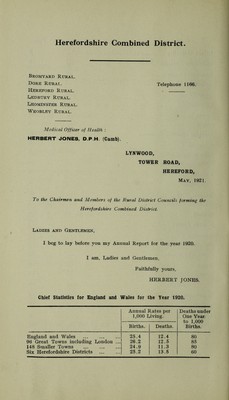 Herefordshire Combined District.
Bromyard Rural.
Dore Rural.
Hereford Rural.
Ledbury Rural.
Leominster Rural.
Weobley Rural.
Telephone 1066.
Medical Officer of Health:
HERBERT JONES, D.P.H. (Camb).
LYNWOOD,
TOWER ROAD,
HEREFORD,
May, 1921.
To the Chairmen and Members of the Rural District Councils forming the
Herefordshire Combined District.
Ladies and Gentlemen,
I beg to lay before you my Annual Report for the year 1920.
I am, Ladies and Gentlemen,
Faithfully yours,
HERBERT JONES.
Chief Statistics for England and Wales for the Year 1920.
Annual Rates per 1,000 Living.
Deaths under One Year to 1,000 Births.
Births. Deaths.
England and Wales ... 25.4 12.4 80
96 Great Towns including London ... 26.2 12.5 85
148 Smaller Towns ... 24.9 11.3 80
Six Herefordshire Districts ... 23.2 13.8 60